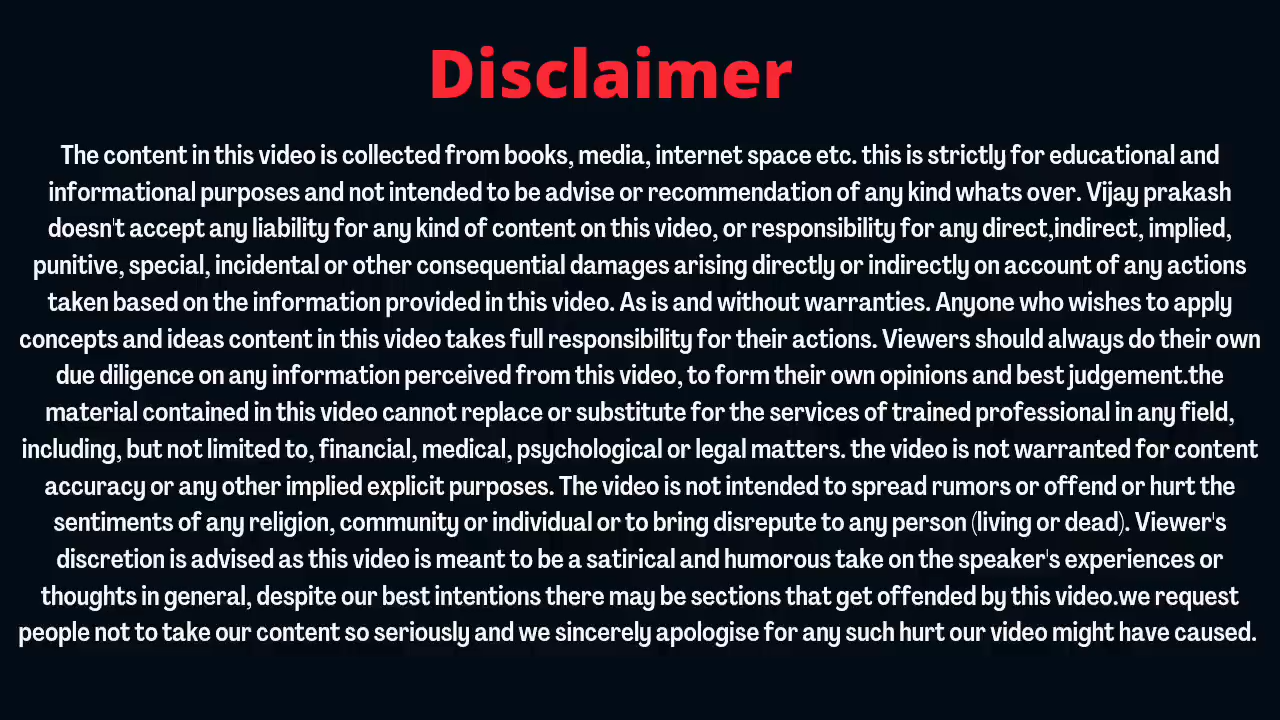 Disclaimer
The content in this video is collected from books, media, internet space etc. this is strictly for educational and
informational purposes and not intended to be advise or recommendation of any kind whats over. Vijay prakash
doesn't accept any liability for any kind of content on this video, or responsibility for any direct,indirect, implied,
punitive, special, incidental or other consequential damages arising directly or indirectly on account of any actions
taken based on the information provided in this video. As is and without warranties. Anyone who wishes to apply
concepts and ideas content in this video takes full responsibility for their actions. Viewers should always do their own
due diligence on any information perceived from this video, to form their own opinions and best judgement.the
material contained in this video cannot replace or substitute for the services of trained professional in any field,
including, but not limited to, financial, medical, psychological or legal matters. the video is not warranted for content
accuracy or any other implied explicit purposes. The video is not intended to spread rumors or offend or hurt the
sentiments of any religion, community or individual or to bring disrepute to any person (living or dead). Viewer's
discretion is advised as this video is meant to be a satirical and humorous take on the speaker's experiences or
thoughts in general, despite our best intentions there may be sections that get offended by this video.we request
people not to take our content so seriously and we sincerely apologise for any such hurt our video might have caused.